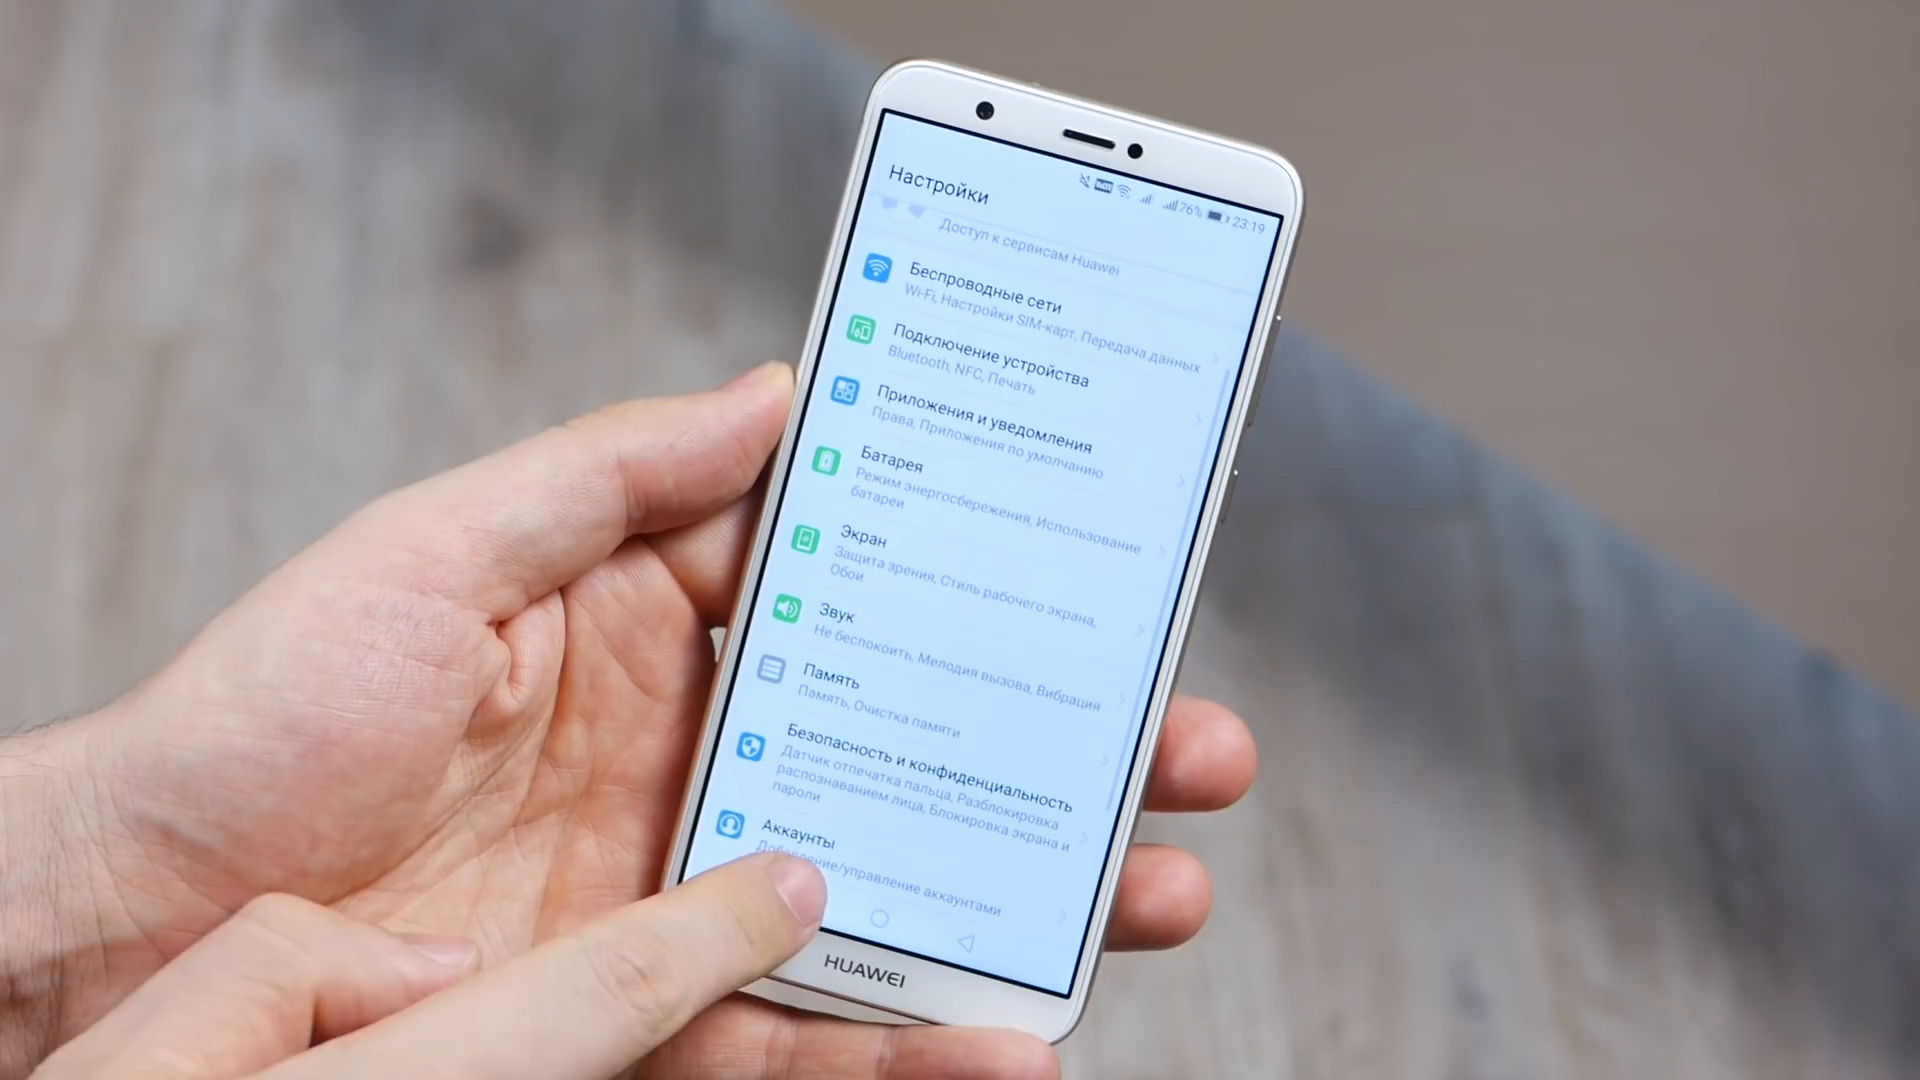 76% 23:19
Настройки
Доступ к сервисам Huawei
Беспроводные сети
Wi-Fi, Настройки SIM-карт, Передача данных
Подключение устройства
Bluetooth, NFC, Печать
Приложения и уведомления
Права, Приложения по умолчанию
Батарея
Режим энергосбережения, Использование
батареи
Экран
Защита зрения, Стиль рабочего экрана,
Обои
Звук
Не беспокоить, Мелодия вызова, Вибрация
Память
Память, Очистка памяти
Безопасность и конфиденциальность
Датчик отпечатка пальца, Разблокировка
распознаванием лица, Блокировка экрана и
пароли
Аккаунты
Добавление/управление аккаунтами
HUAWEI